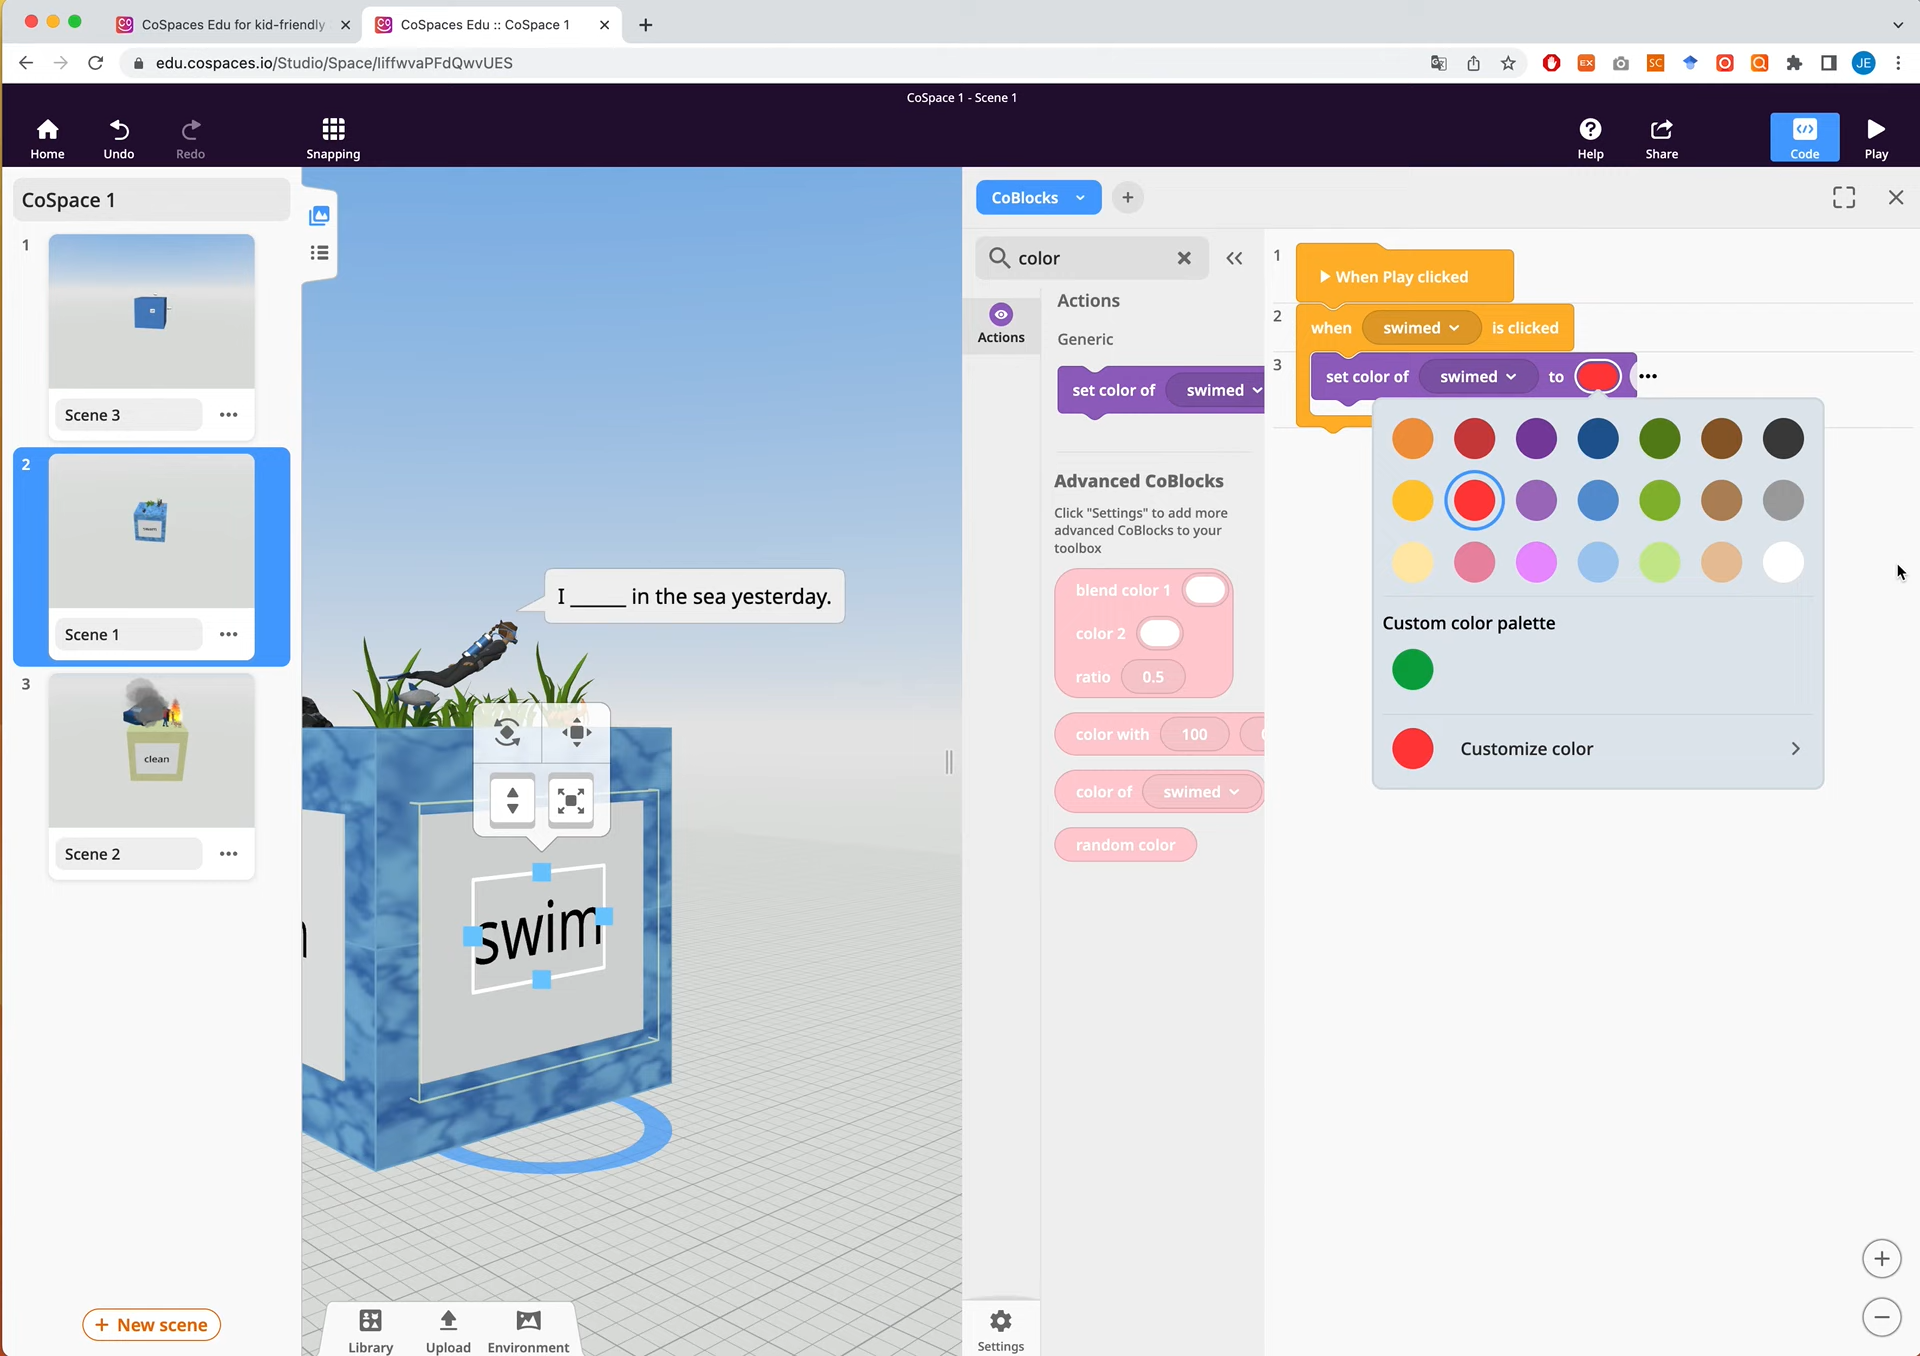 CoSpaces Edu for kid-friendly
CoSpaces Edu :: CoSpace 1
edu.cospaces.io/Studio/Space/liffwvaPFdQwvUES
EX
SC
JE
CoSpace 1 - Scene 1
Home
Undo
Redo
Snapping
Help
Share
Code
Play
CoSpace 1
1
Scene 3
2
Scene 1
3
clean
Scene 2
+ New scene
I _____ in the sea yesterday.
swim
Library
Upload
Environment
CoBlocks
color
Actions
Actions
Generic
set color of swimed
Advanced CoBlocks
Click "Settings" to add more
advanced CoBlocks to your
toolbox
blend color 1
color 2
ratio 0.5
color with 100
color of swimed
random color
Settings
1
When Play clicked
2
when swimed is clicked
3
set color of swimed to
Custom color palette
Customize color